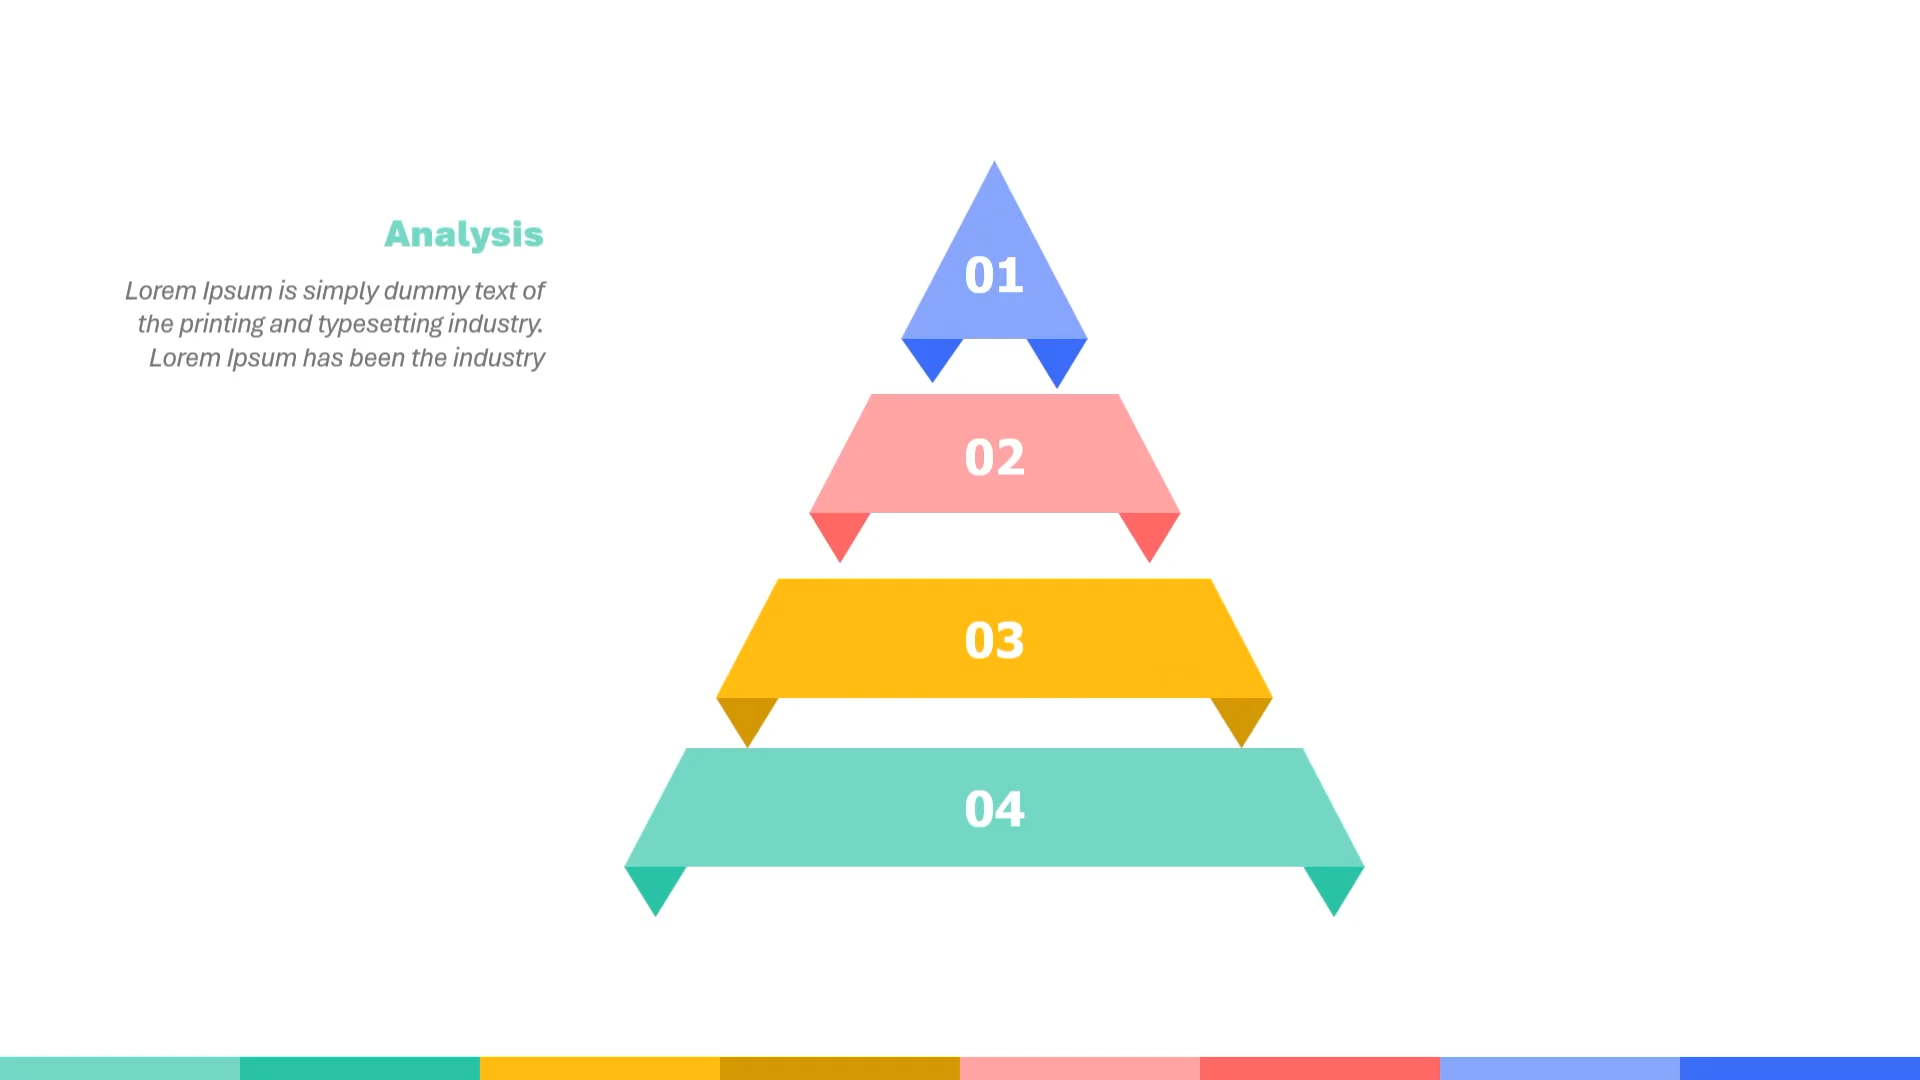 Analysis
Lorem Ipsum is simply dummy text of
the printing and typesetting industry.
Lorem Ipsum has been the industry
01
02
03
04